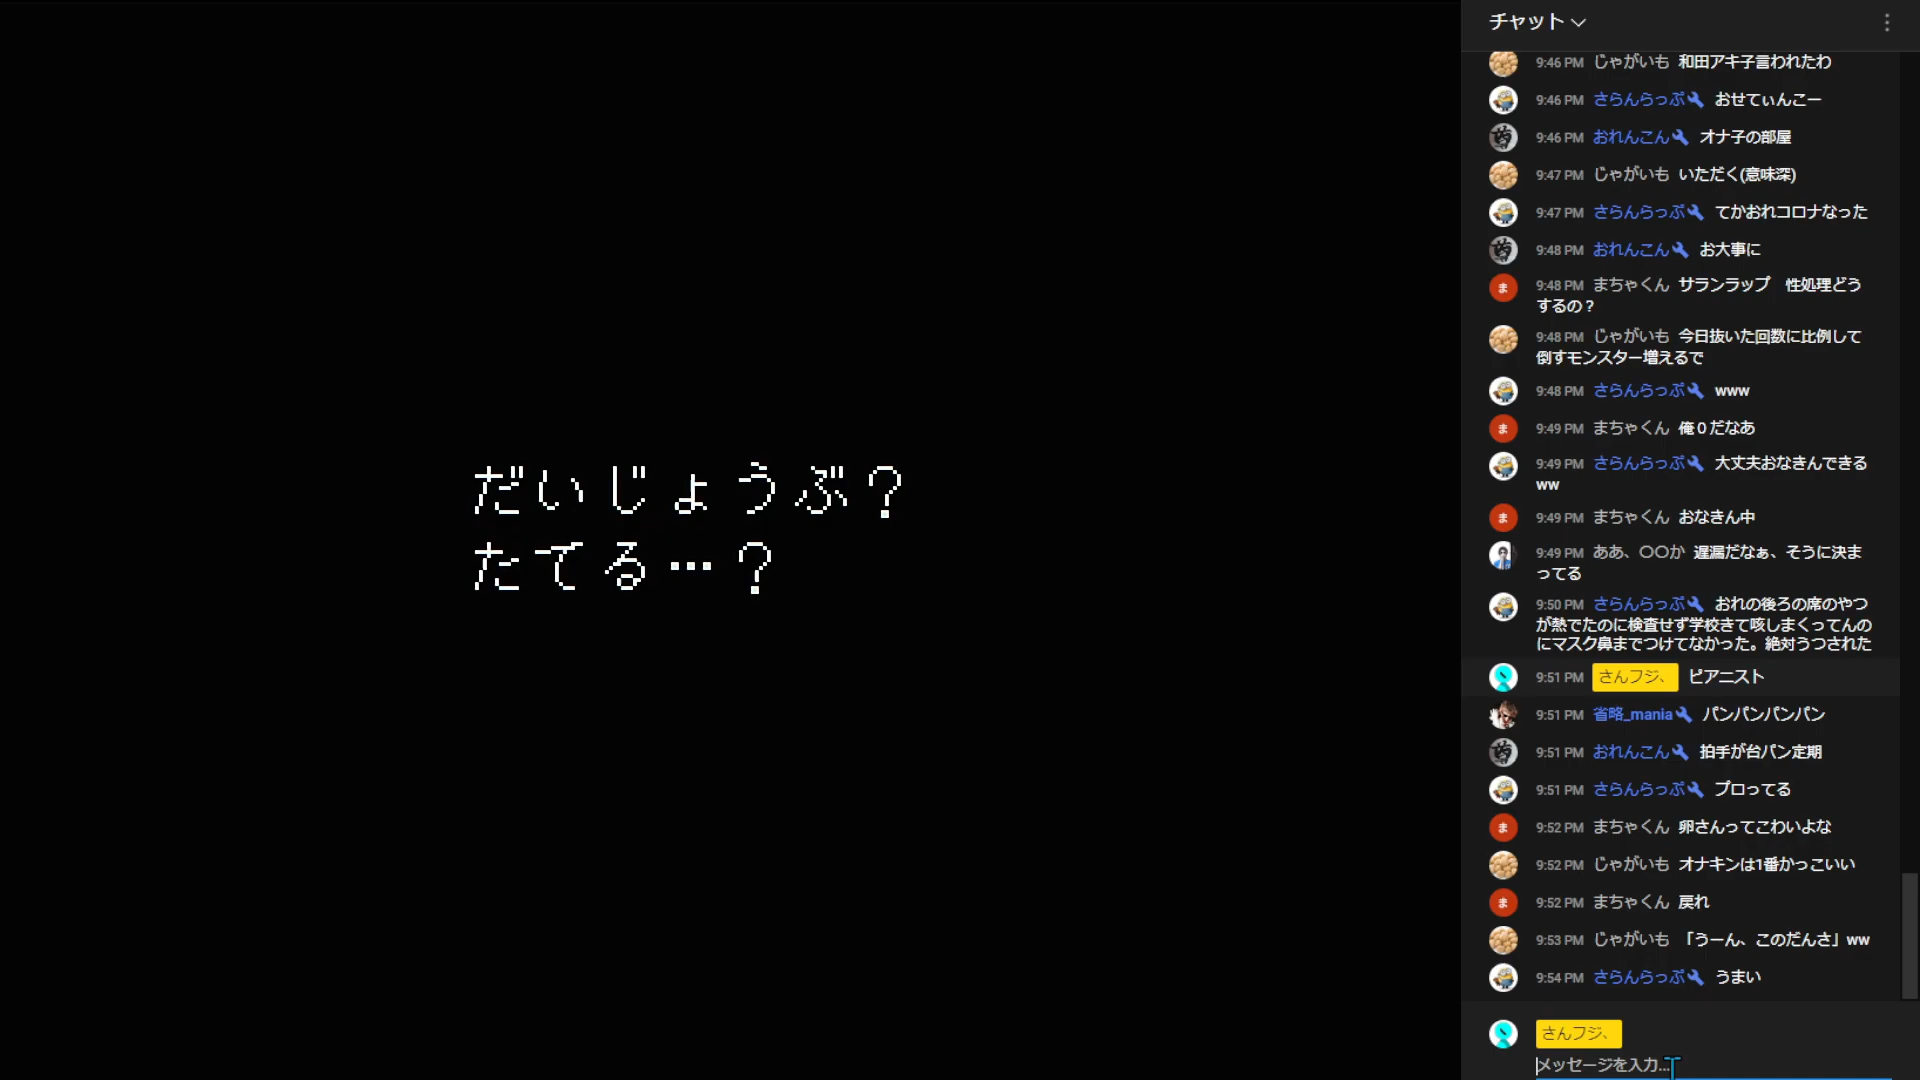 だいじょうぶ？
たてる…？
チャット
9:46 PM じゃがいも 和田アキ子言われたわ
9:46 PM さらんらっぷ おせてぃんこー
9:46 PM おれんこん オナ子の部屋
9:47 PM じゃがいも いただく(意味深)
9:47 PM さらんらっぷ てかおれコロナなった
9:48 PM おれんこん お大事に
ま 9:48 PM まちゃくん サランラップ　性処理どう
するの？
9:48 PM じゃがいも 今日抜いた回数に比例して
倒すモンスター増えるで
9:48 PM さらんらっぷ www
ま 9:49 PM まちゃくん 俺０だなあ
9:49 PM さらんらっぷ 大丈夫おなきんできる
ww
ま 9:49 PM まちゃくん おなきん中
9:49 PM ああ、〇〇か 遅漏だなぁ、そうに決ま
ってる
9:50 PM さらんらっぷ おれの後ろの席のやつ
が熱でたのに検査せず学校きて咳しまくってんの
にマスク鼻までつけてなかった。絶対うつされた
9:51 PM さんフジ、 ピアニスト
9:51 PM 省略_mania パンパンパンパン
9:51 PM おれんこん 拍手が台パン定期
9:51 PM さらんらっぷ プロってる
ま 9:52 PM まちゃくん 卵さんってこわいよな
9:52 PM じゃがいも オナキンは1番かっこいい
ま 9:52 PM まちゃくん 戻れ
9:53 PM じゃがいも 「うーん、このだんさ」ww
9:54 PM さらんらっぷ うまい
さんフジ、
メッセージを入力...